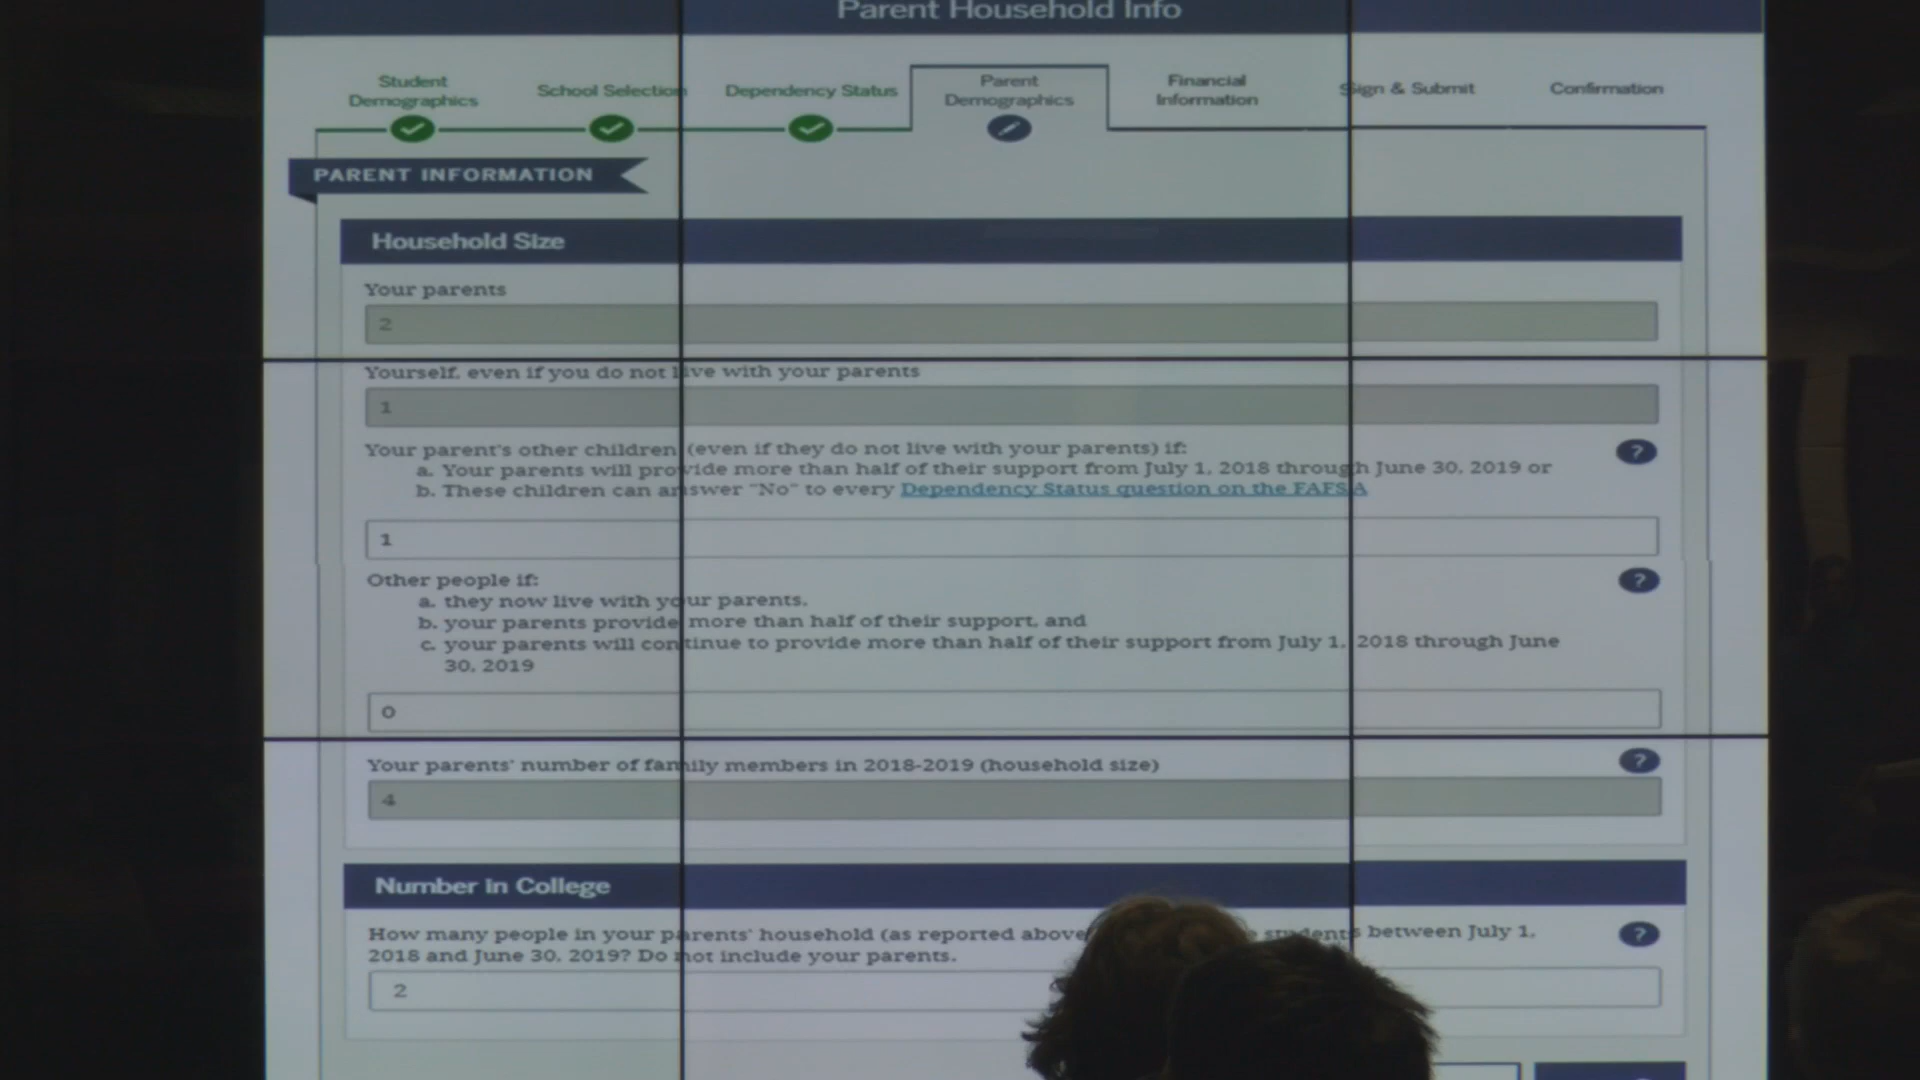 Parent Household Info
Student Demographics
School Selection
Dependency Status
Parent Demographics
Financial Information
Sign & Submit
Confirmation
PARENT INFORMATION
Household Size
Your parents
2
Yourself, even if you do not live with your parents
1
Your parent's other children (even if they do not live with your parents) if:
?
a. Your parents will provide more than half of their support from July 1, 2018 through June 30, 2019 or
b. These children can answer "No" to every Dependency Status question on the FAFSA
1
Other people if:
?
a. they now live with your parents,
b. your parents provide more than half of their support, and
c. your parents will continue to provide more than half of their support from July 1, 2018 through June
30, 2019
0
Your parents' number of family members in 2018-2019 (household size)
?
4
Number In College
How many people in your parents' household (as reported above students between July 1,
?
2018 and June 30, 2019? Do not include your parents.
2